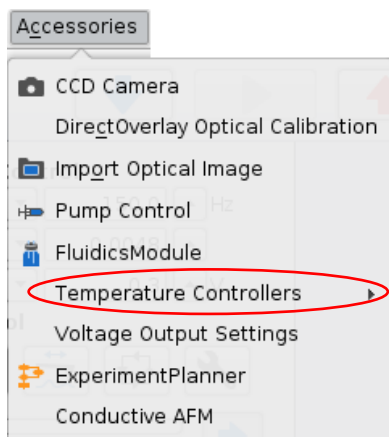 Accessories
CCD Camera
DirectOverlay Optical Calibration
Import Optical Image
Pump Control
FluidicsModule
Temperature Controllers
Voltage Output Settings
ExperimentPlanner
Conductive AFM